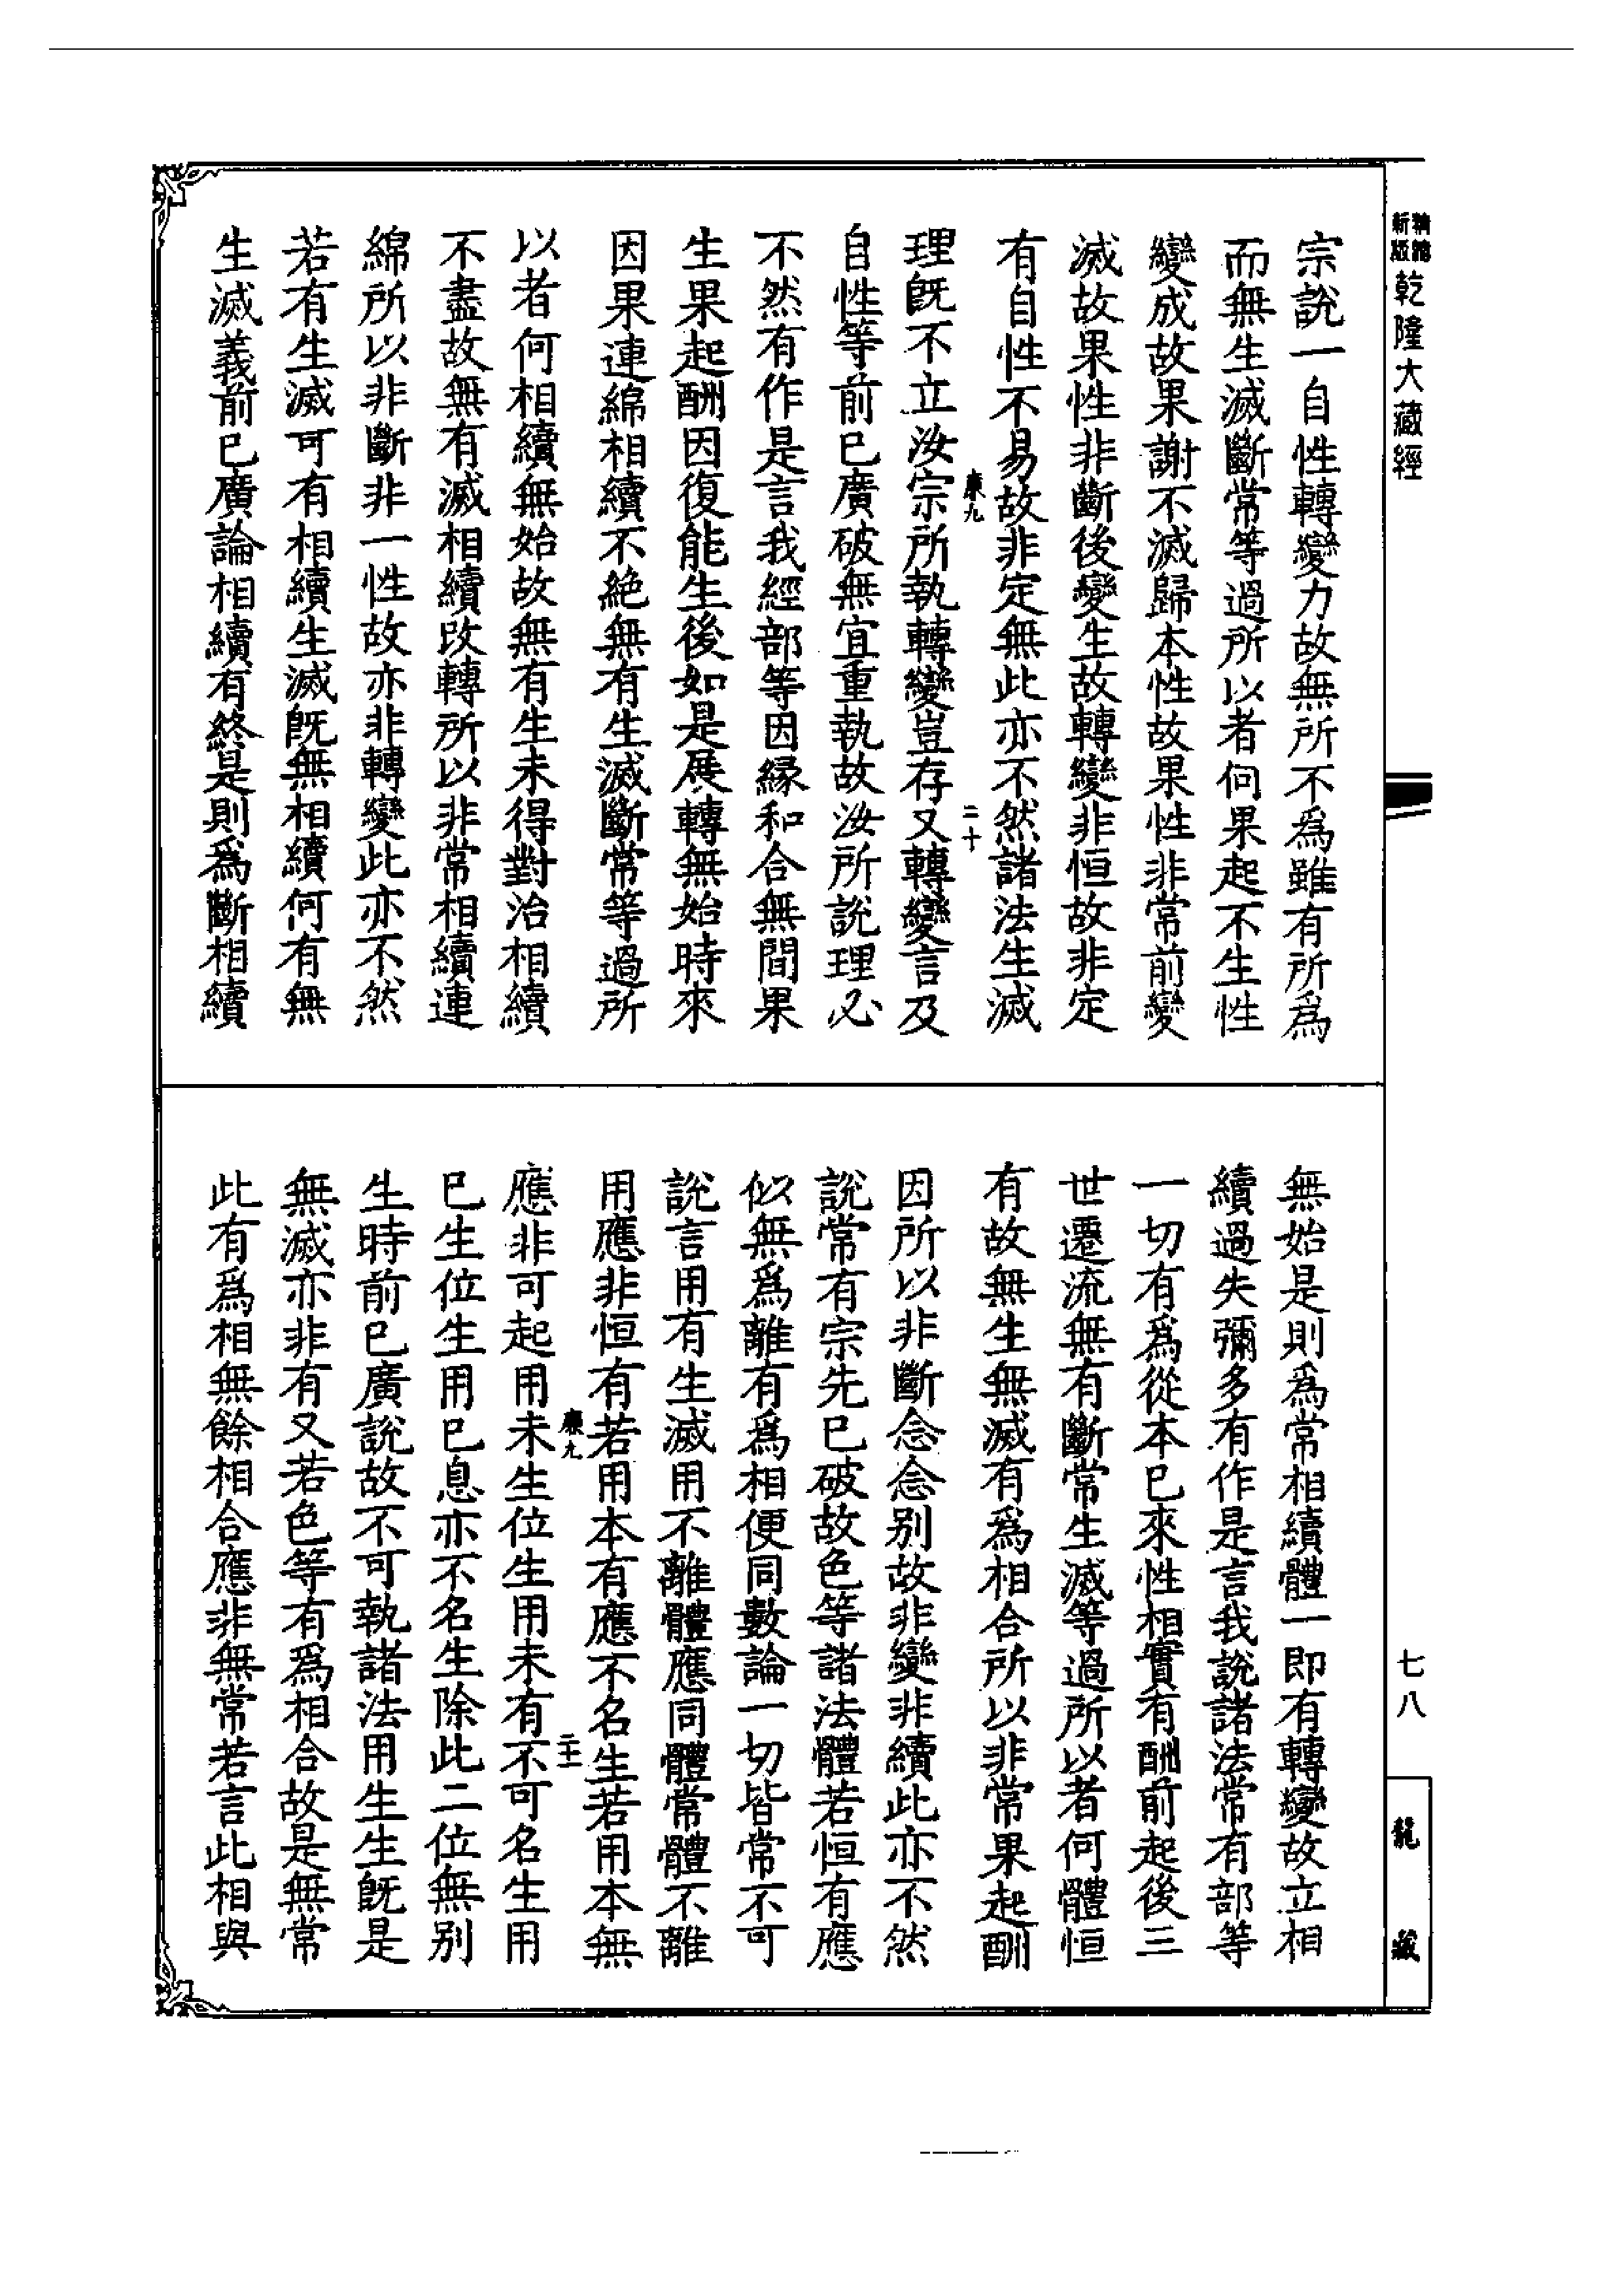 新版
精縮
乾隆大藏經
宗說一自性轉變力故無所不爲雖有所爲
而無生滅斷常等過所以者何果起不生性
變成故果謝不滅歸本性故果性非常前變
滅故果性非斷後變生故轉變非恒故非定
有自性不易故非定無此亦不然諸法生滅
康九
二十
理旣不立汝宗所執轉變豈存又轉變言及
自性等前已廣破無宜重執故汝所說理必
不然有作是言我經部等因緣和合無間果
生果起酬因復能生後如是展轉無始時來
因果連綿相續不絶無有生滅斷常等過所
以者何相續無始故無有生未得對治相續
不盡故無有滅相續改轉所以非常相續連
綿所以非斷非一性故亦非轉變此亦不然
若有生滅可有相續生滅旣無相續何有無
生滅義前已廣論相續有終是則爲斷相續
無始是則爲常相續體一即有轉變故立相
續過失彌多有作是言我說諸法常有部等
一切有爲從本已來性相實有酬前起後三
世遷流無有斷常生滅等過所以者何體恒
有故無生無滅有爲相合所以非常果起酬
因所以非斷念念别故非變非續此亦不然
說常有宗先已破故色等諸法體若恒有應
似無爲離有爲相便同數論一切皆常不可
說言用有生滅用不離體應同體常體不離
用應非恒有若用本有應不名生若用本無
康九
二十一
應非可起用未生位生用未有不可名生用
已生位生用已息亦不名生除此二位無别
生時前已廣說故不可執諸法用生生旣是
無滅亦非有又若色等有爲相合故是無常
此有爲相無餘相合應非無常若言此相與
七八
龍藏